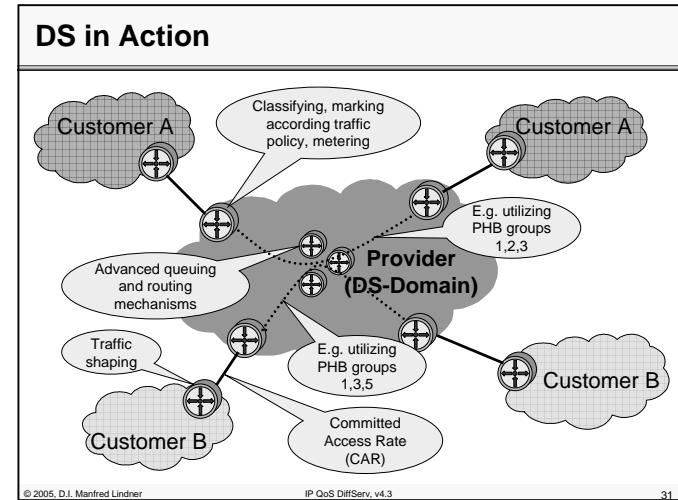 DS in Action
Customer A
Classifying, marking
according traffic
policy, metering
Customer A
E.g. utilizing
PHB groups
1,2,3
Advanced queuing
and routing
mechanisms
Provider
(DS-Domain)
Traffic
shaping
E.g. utilizing
PHB groups
1,3,5
Customer B
Customer B
Committed
Access Rate
(CAR)
© 2005, D.I. Manfred Lindner
IP QoS DiffServ, v4.3
31